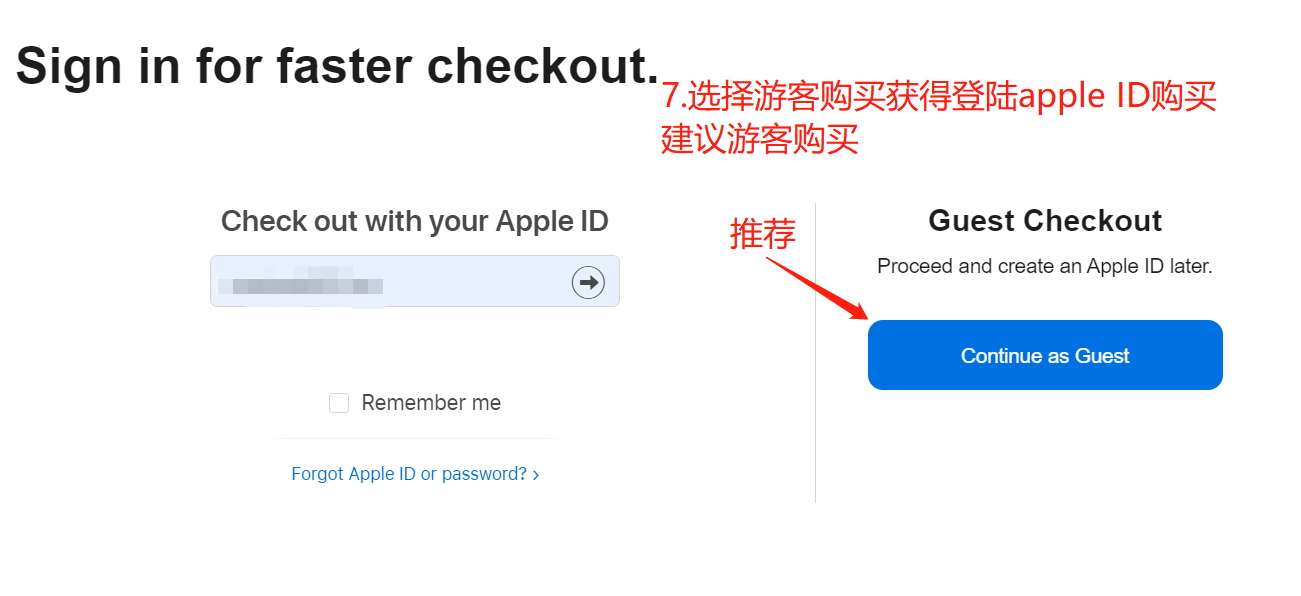 Sign in for faster checkout.
7.选择游客购买获得登陆apple ID购买
建议游客购买
Check out with your Apple ID
Remember me
Forgot Apple ID or password? ›
推荐
Guest Checkout
Proceed and create an Apple ID later.
Continue as Guest